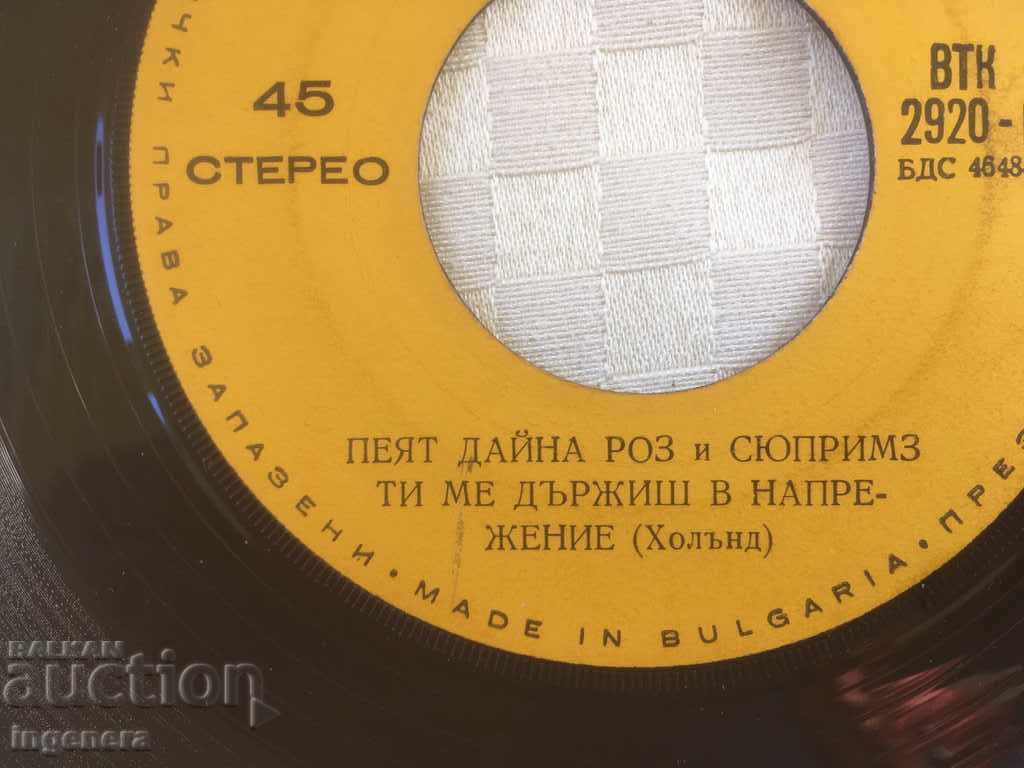 45
СТЕРЕО
ВТК
2920 -
БДС 4648
ПЕЯТ ДАЙНА РОЗ и СЮПРИМЗ
ТИ МЕ ДЪРЖИШ В НАПРЕ-
ЖЕНИЕ (Холънд)
ПРАВА ЗАПАЗЕНИ • MADE IN BULGARIA •
BALKAN
auction
ingenera